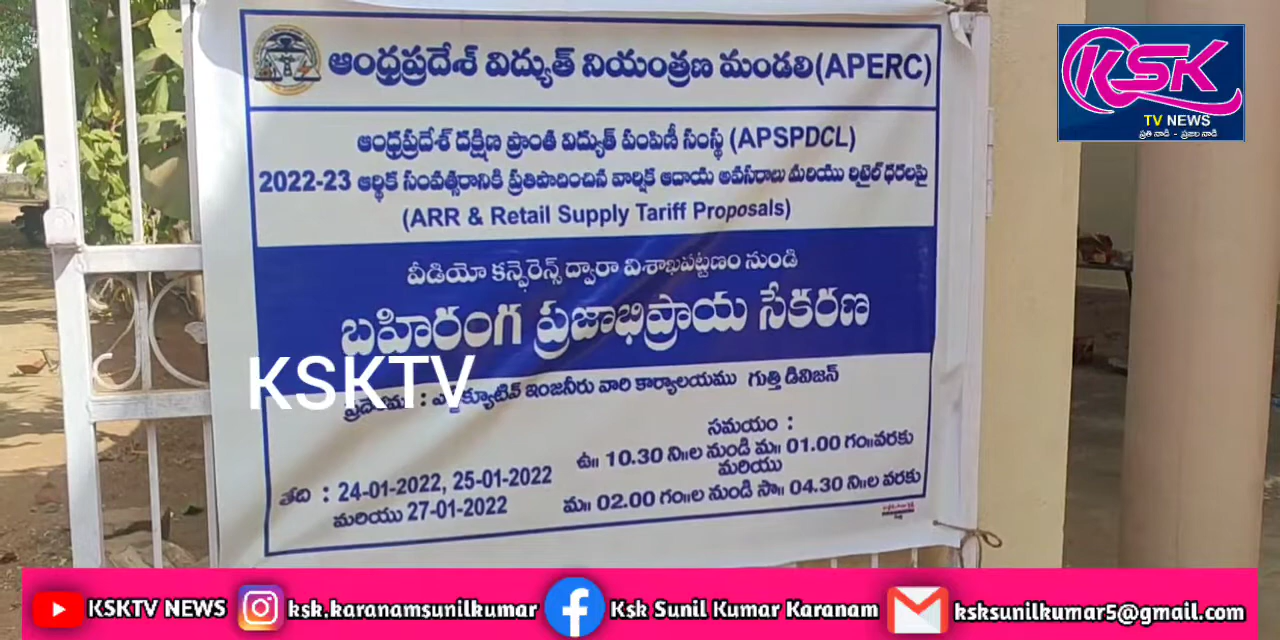 ఆంధ్రప్రదేశ్ విద్యుత్ నియంత్రణ మండలి(APERC)
KSK
TV NEWS
ప్రతి నాడి - ప్రజల నాడి
ఆంధ్రప్రదేశ్ దక్షిణ ప్రాంత విద్యుత్ పంపిణీ సంస్థ (APSPDCL)
2022-23 ఆర్థిక సంవత్సరానికి ప్రతిపాదించిన వార్షిక ఆదాయ అవసరాలు మరియు రిటైల్ ధరలపై
(ARR & Retail Supply Tariff Proposals)
వీడియో కన్ఫెరెన్స్ ద్వారా విశాఖపట్టణం నుండి
బహిరంగ ప్రజాభిప్రాయ సేకరణ
KSKTV
: ఎగ్జిక్యూటివ్ ఇంజనీరు వారి కార్యాలయము గుత్తి డివిజన్
సమయం :
ఉ॥ 10.30 ని॥ల నుండి మ॥ 01.00 గం॥వరకు
మరియు
మ॥ 02.00 గం॥ల నుండి సా॥ 04.30 ని॥ల వరకు
తేది : 24-01-2022, 25-01-2022
మరియు 27-01-2022
KSKTV NEWS ksk.karanamsunilkumar Ksk Sunil Kumar Karanam ksksunilkumar5@gmail.com